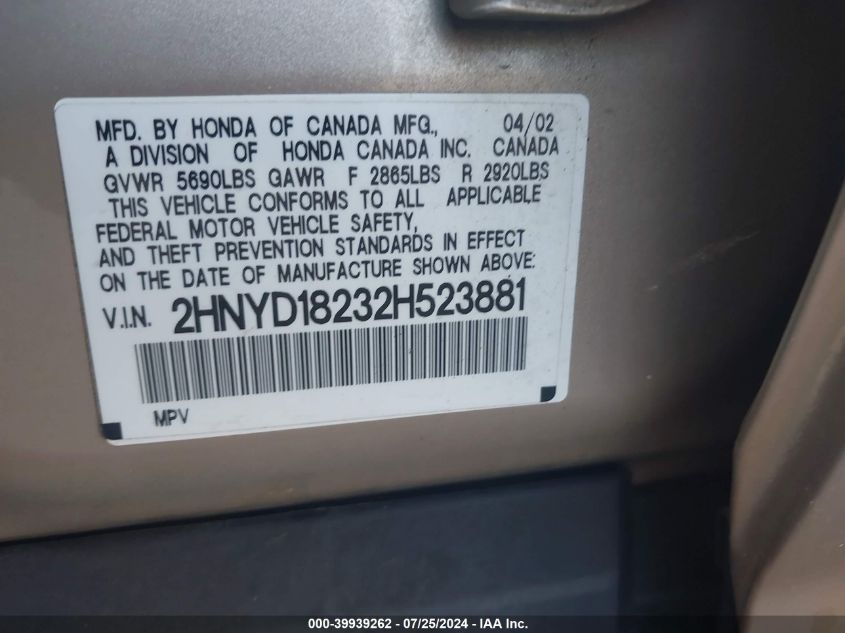 MFD. BY HONDA OF CANADA MFG., 04/02
A DIVISION OF HONDA CANADA INC. CANADA
GVWR 5690LBS GAWR F 2865LBS R 2920LBS
THIS VEHICLE CONFORMS TO ALL APPLICABLE
FEDERAL MOTOR VEHICLE SAFETY,
AND THEFT PREVENTION STANDARDS IN EFFECT
ON THE DATE OF MANUFACTURE SHOWN ABOVE:
V.I.N. 2HNYD18232H523881
MPV
000-39939262 - 07/25/2024 - IAA Inc.